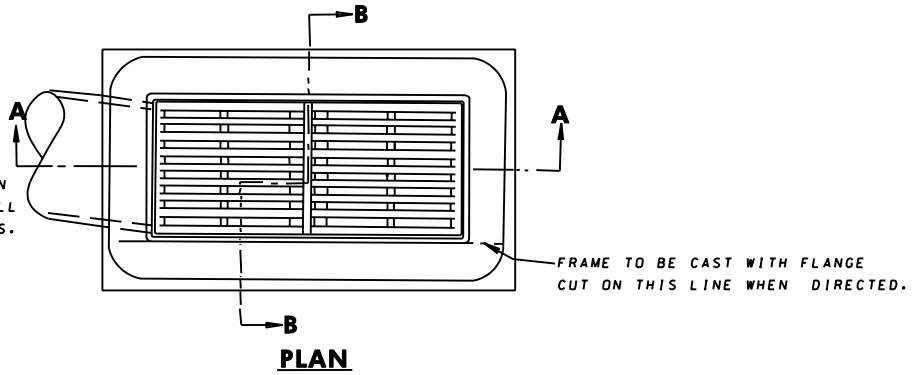 B
A
A
S.
B
FRAME TO BE CAST WITH FLANGE
CUT ON THIS LINE WHEN DIRECTED.
PLAN